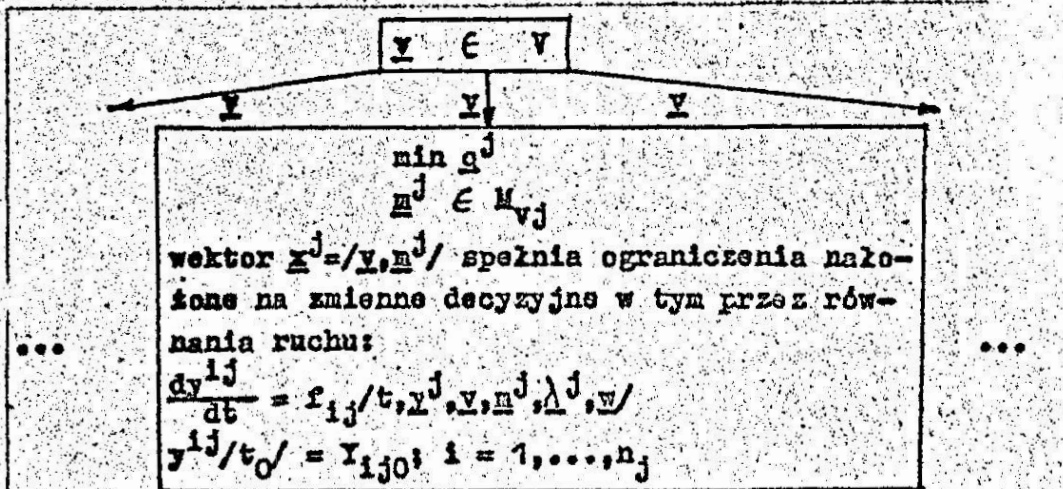 v ∈ V
v v v
min q^j
m^j ∈ M_vj
wektor x^j=/v,m^j/ spełnia ograniczenia nało-
żone na zmienne decyzyjne w tym przez rów-
... nania ruchu: ...
dy^ij/dt = f_ij/t,y^j,v,m^j,λ^j,w/
y^ij/t_0/ = Y_ij0; i = 1,...,n_j